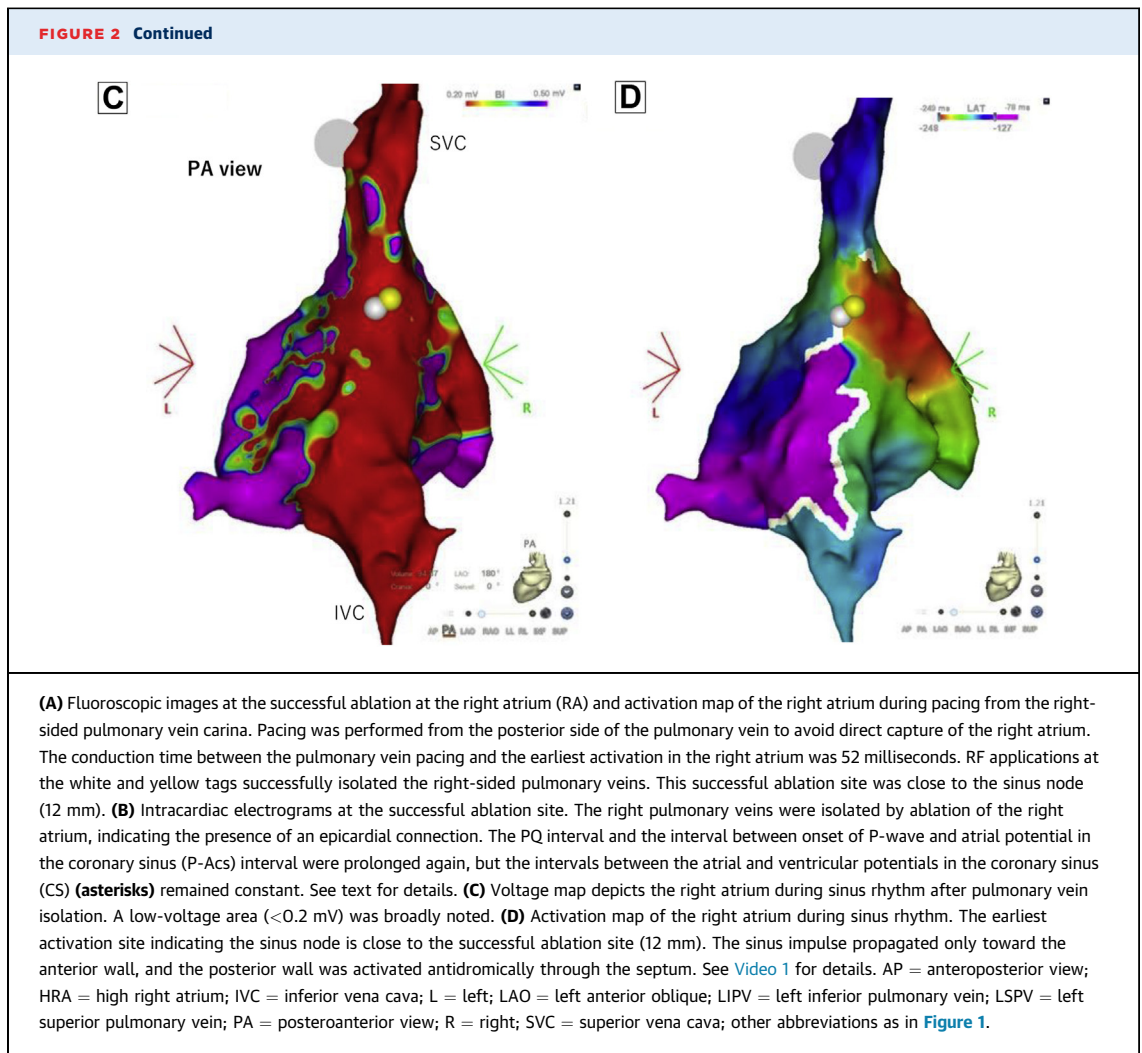 FIGURE 2 Continued
C
D
0.20 mV BI 0.50 mV
-249 ms LAT -78 ms
-248 -127
SVC
PA view
L
R
L
R
1.21
1.21
PA
LAO 180°
0° Swivel 0°
IVC
AP PA LAO RAO LL RL INF SUP
AP PA LAO RAO LL RL INF SUP
(A) Fluoroscopic images at the successful ablation at the right atrium (RA) and activation map of the right atrium during pacing from the right-
sided pulmonary vein carina. Pacing was performed from the posterior side of the pulmonary vein to avoid direct capture of the right atrium.
The conduction time between the pulmonary vein pacing and the earliest activation in the right atrium was 52 milliseconds. RF applications at
the white and yellow tags successfully isolated the right-sided pulmonary veins. This successful ablation site was close to the sinus node
(12 mm). (B) Intracardiac electrograms at the successful ablation site. The right pulmonary veins were isolated by ablation of the right
atrium, indicating the presence of an epicardial connection. The PQ interval and the interval between onset of P-wave and atrial potential in
the coronary sinus (P-Acs) interval were prolonged again, but the intervals between the atrial and ventricular potentials in the coronary sinus
(CS) (asterisks) remained constant. See text for details. (C) Voltage map depicts the right atrium during sinus rhythm after pulmonary vein
isolation. A low-voltage area (<0.2 mV) was broadly noted. (D) Activation map of the right atrium during sinus rhythm. The earliest
activation site indicating the sinus node is close to the successful ablation site (12 mm). The sinus impulse propagated only toward the
anterior wall, and the posterior wall was activated antidromically through the septum. See Video 1 for details. AP = anteroposterior view;
HRA = high right atrium; IVC = inferior vena cava; L = left; LAO = left anterior oblique; LIPV = left inferior pulmonary vein; LSPV = left
superior pulmonary vein; PA = posteroanterior view; R = right; SVC = superior vena cava; other abbreviations as in Figure 1.